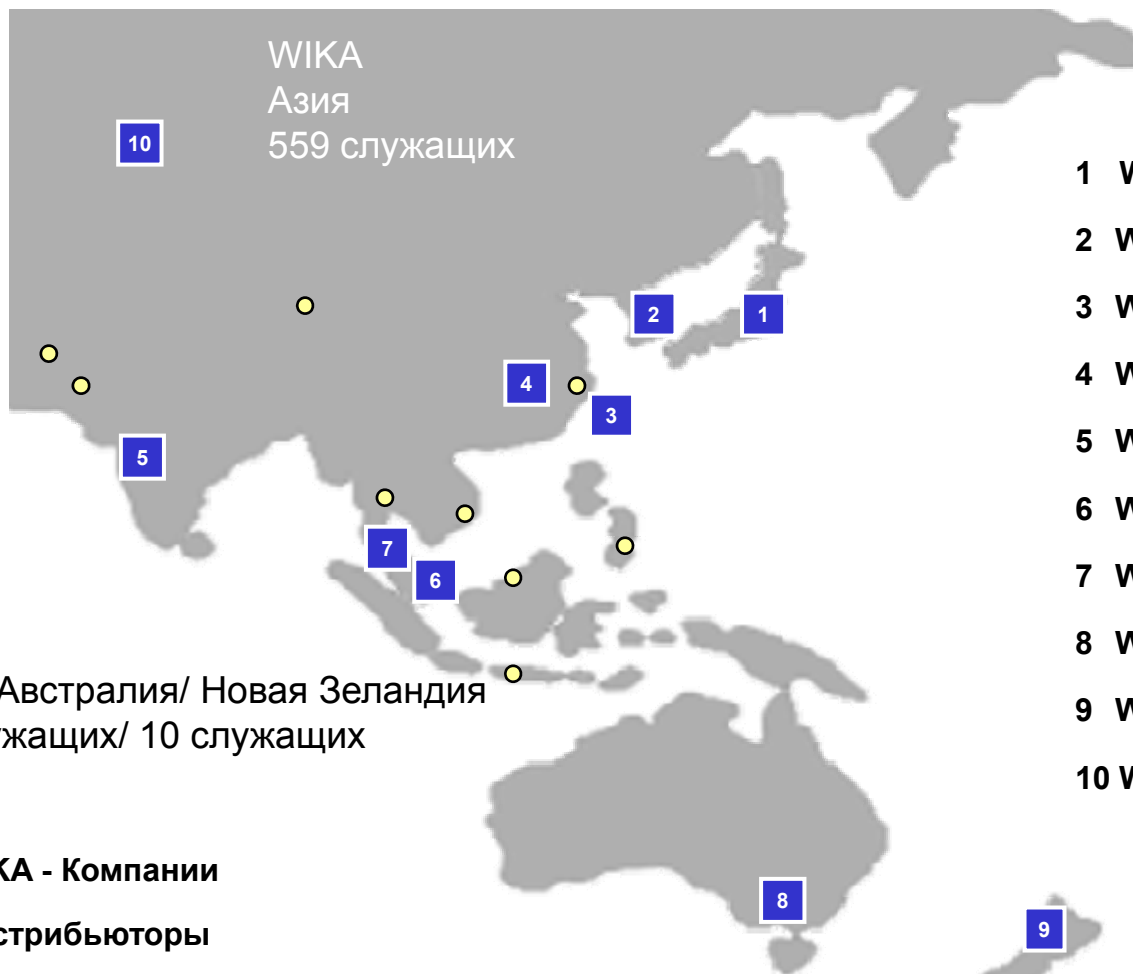 WIKA
Азия
559 служащих
10
1 W
2 W
3 W
4 W
5 W
6 W
7 W
8 W
9 W
10 W
2
1
4
3
5
7
6
Австралия/ Новая Зеландия
жащих/ 10 служащих
KA - Компании
стрибьюторы
8
9